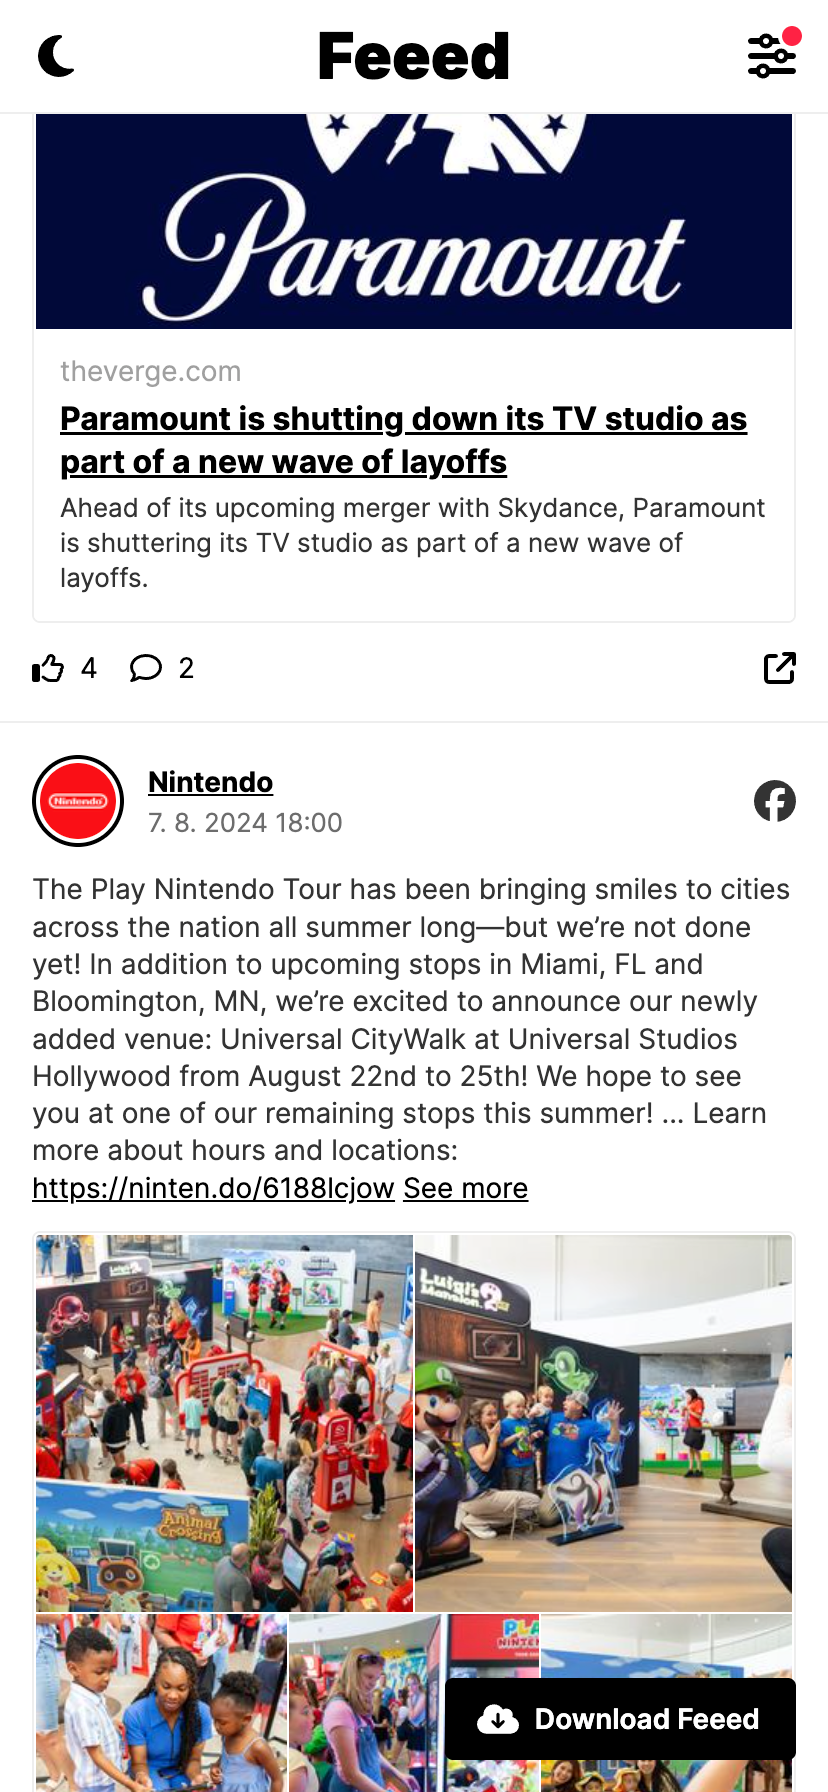 Feeed
Paramount
theverge.com
Paramount is shutting down its TV studio as
part of a new wave of layoffs
Ahead of its upcoming merger with Skydance, Paramount
is shuttering its TV studio as part of a new wave of
layoffs.
4 2
Nintendo
Nintendo
7. 8. 2024 18:00
The Play Nintendo Tour has been bringing smiles to cities
across the nation all summer long—but we’re not done
yet! In addition to upcoming stops in Miami, FL and
Bloomington, MN, we’re excited to announce our newly
added venue: Universal CityWalk at Universal Studios
Hollywood from August 22nd to 25th! We hope to see
you at one of our remaining stops this summer! ... Learn
more about hours and locations:
https://ninten.do/6188lcjow See more
Luigi's
Mansion 2
Animal
Crossing
Download Feeed